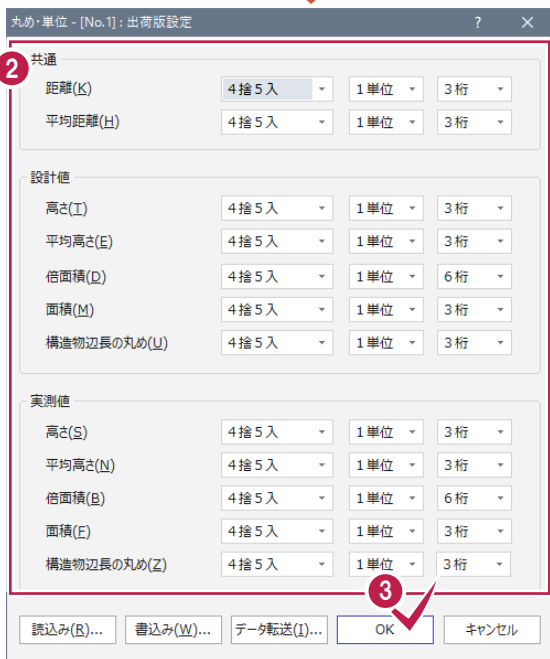 丸め・単位 - [No.1] : 出荷版設定 ? ×
2
共通
距離(K) 4捨5入 1単位 3桁
平均距離(H) 4捨5入 1単位 3桁
設計値
高さ(T) 4捨5入 1単位 3桁
平均高さ(E) 4捨5入 1単位 3桁
倍面積(D) 4捨5入 1単位 6桁
面積(M) 4捨5入 1単位 3桁
構造物辺長の丸め(U) 4捨5入 1単位 3桁
実測値
高さ(S) 4捨5入 1単位 3桁
平均高さ(N) 4捨5入 1単位 3桁
倍面積(B) 4捨5入 1単位 6桁
面積(F) 4捨5入 1単位 3桁
構造物辺長の丸め(Z) 4捨5入 1単位 3桁
3
読込み(R)... 書込み(W)... データ転送(I)... OK キャンセル